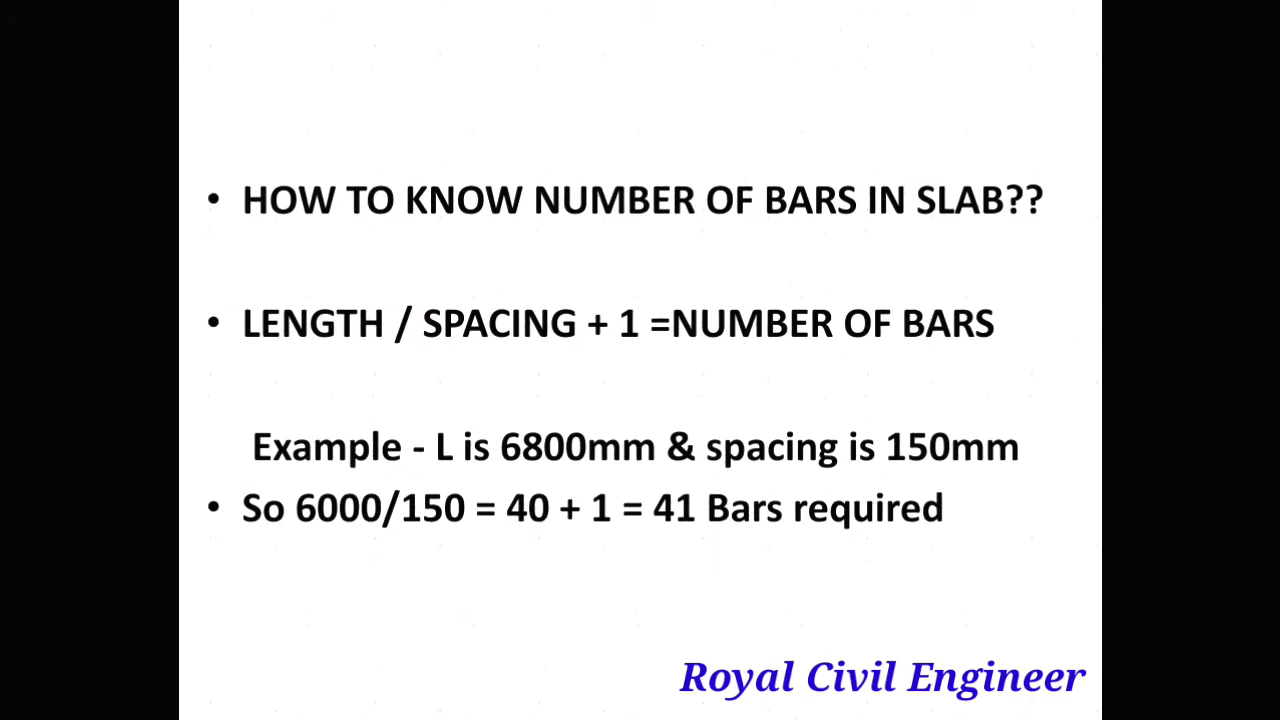 • HOW TO KNOW NUMBER OF BARS IN SLAB??
• LENGTH / SPACING + 1 =NUMBER OF BARS
Example - L is 6800mm & spacing is 150mm
• So 6000/150 = 40 + 1 = 41 Bars required
Royal Civil Engineer